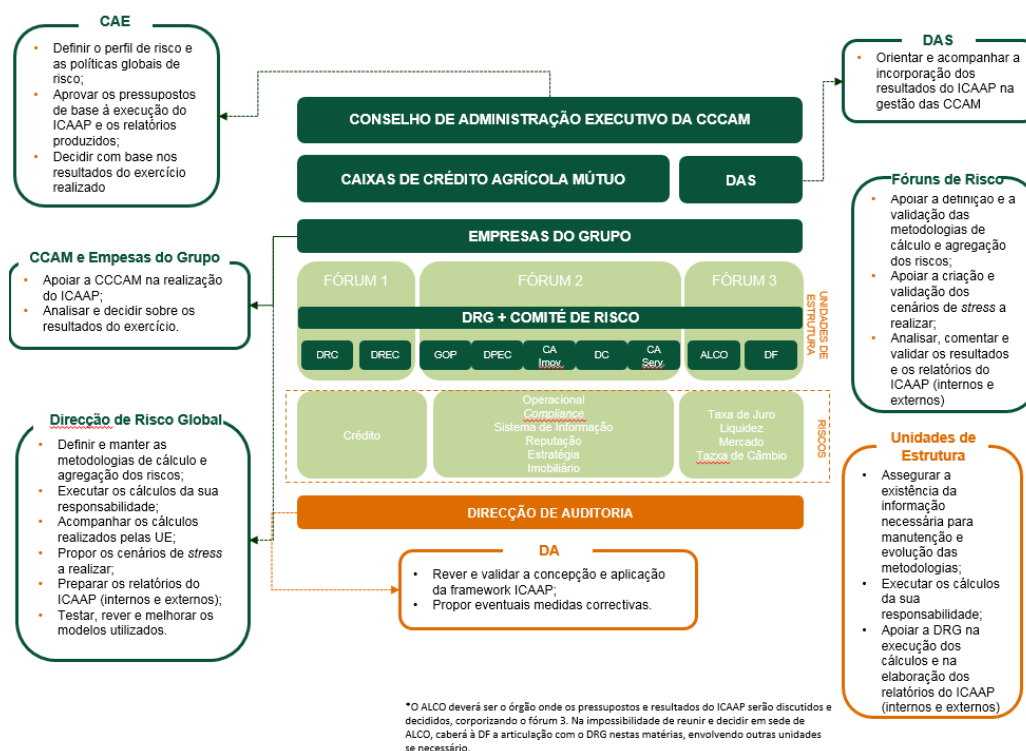 CAE
• Definir o perfil de risco e
as políticas globais de
risco;
• Aprovar os pressupostos
de base à execução do
ICAAP e os relatórios
produzidos;
• Decidir com base nos
resultados do exercício
realizado
DAS
• Orientar e acompanhar a
incorporação dos
resultados do ICAAP na
gestão das CCAM
CONSELHO DE ADMINISTRAÇÃO EXECUTIVO DA CCCAM
CAIXAS DE CRÉDITO AGRÍCOLA MÚTUO
DAS
EMPRESAS DO GRUPO
CCAM e Empesas do Grupo
• Apoiar a CCCAM na realização
do ICAAP;
• Analisar e decidir sobre os
resultados do exercício.
Fóruns de Risco
• Apoiar a definição e a
validação das
metodologias de
cálculo e agregação
dos riscos;
• Apoiar a criação e
validação dos
cenários de stress a
realizar;
• Analisar, comentar e
validar os resultados
e os relatórios do
ICAAP (internos e
externos)
FÓRUM 1
FÓRUM 2
FÓRUM 3
DRG + COMITÉ DE RISCO
DRC
DREC
GOP
DPEC
CA
Imov.
DC
CA
Serv.
ALCO
DF
UNIDADES DE
ESTRUTURA
Crédito
Operacional
Compliance
Sistema de Informação
Reputação
Estratégia
Imobiliário
Taxa de Juro
Liquidez
Mercado
Tazxa de Câmbio
RISCOS
Direcção de Risco Global
• Definir e manter as
metodologias de cálculo e
agregação dos riscos;
• Executar os cálculos da sua
responsabilidade;
• Acompanhar os cálculos
realizados pelas UE;
• Propor os cenários de stress
a realizar;
• Preparar os relatórios do
ICAAP (internos e externos);
• Testar, rever e melhorar os
modelos utilizados.
DIRECÇÃO DE AUDITORIA
DA
• Rever e validar a concepção e aplicação
da framework ICAAP;
• Propor eventuais medidas correctivas.
Unidades de
Estrutura
• Assegurar a
existência da
informação
necessária para
manutenção e
evolução das
metodologias;
• Executar os cálculos
da sua
responsabilidade;
• Apoiar a DRG na
execução dos
cálculos e na
elaboração dos
relatórios do ICAAP
(internos e externos)
*O ALCO deverá ser o órgão onde os pressupostos e resultados do ICAAP serão discutidos e
decididos, corporizando o fórum 3. Na impossibilidade de reunir e decidir em sede de
ALCO, caberá à DF a articulação com o DRG nestas matérias, envolvendo outras unidades
se necessário.